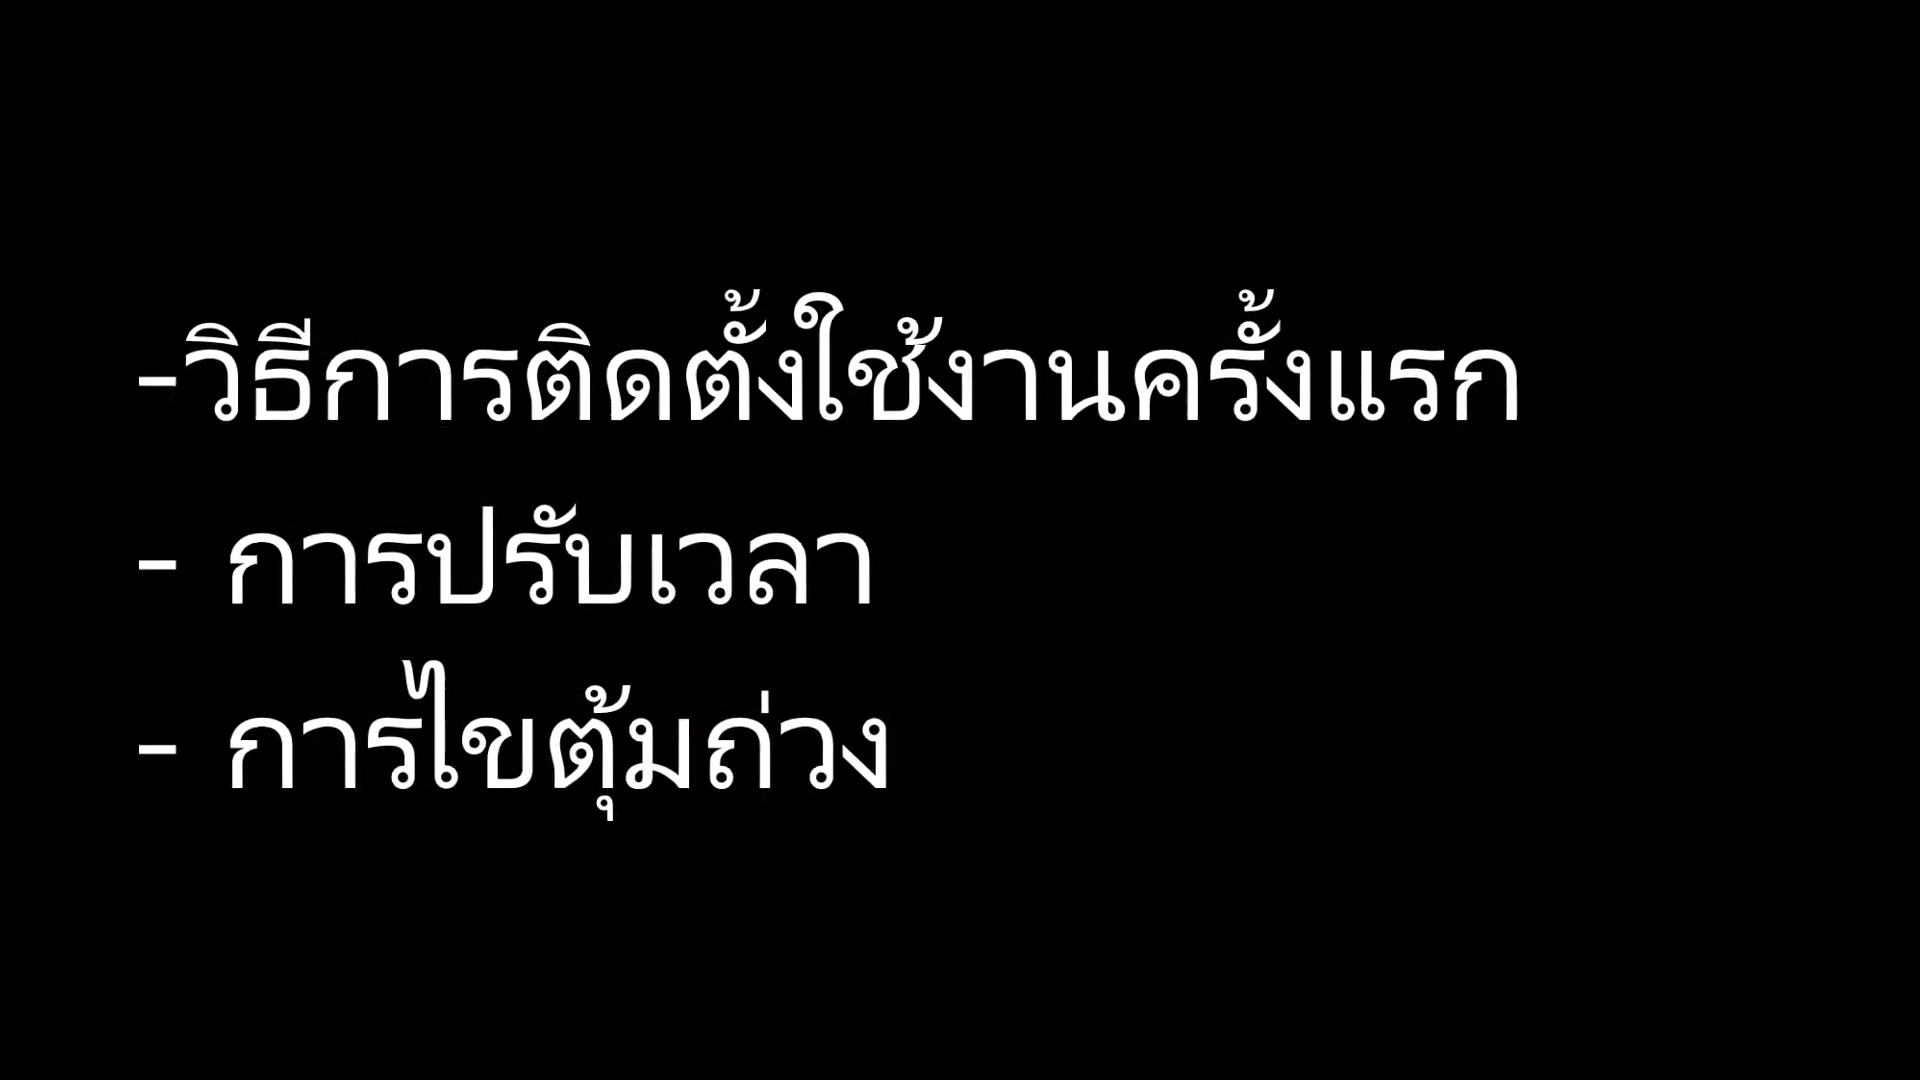 -วิธีการติดตั้งใช้งานครั้งแรก
- การปรับเวลา
- การไขตุ้มถ่วง